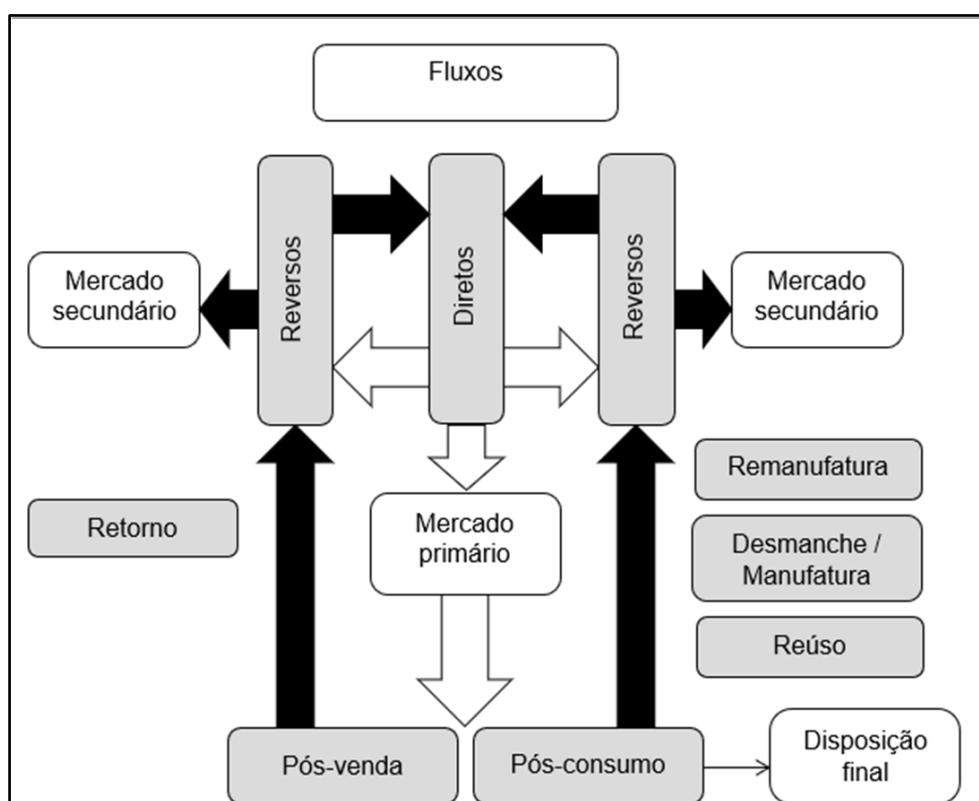 Fluxos
Reversos
Diretos
Reversos
Mercado
secundário
Mercado
secundário
Retorno
Mercado
primário
Remanufatura
Desmanche /
Manufatura
Reúso
Pós-venda
Pós-consumo
Disposição
final